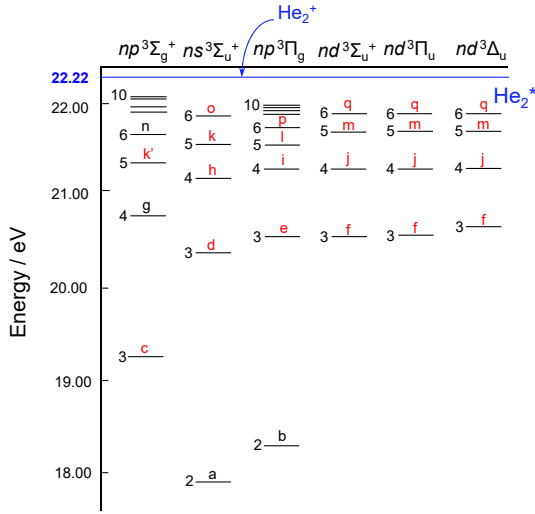 He₂⁺
np ³Σg⁺ ns ³Σu⁺ np ³Πg nd ³Σu⁺ nd ³Πu nd ³Δu
22.22
He₂*
10 10
22.00
6 o 6 q 6 q 6 q
6 n 6 p 5 m 5 m 5 m
5 k' 5 k 5 l
4 h 4 i 4 j 4 j 4 j
21.00
4 g
3 d 3 e 3 f 3 f 3 f
20.00
3 c
19.00
2 b
18.00
2 a
Energy / eV